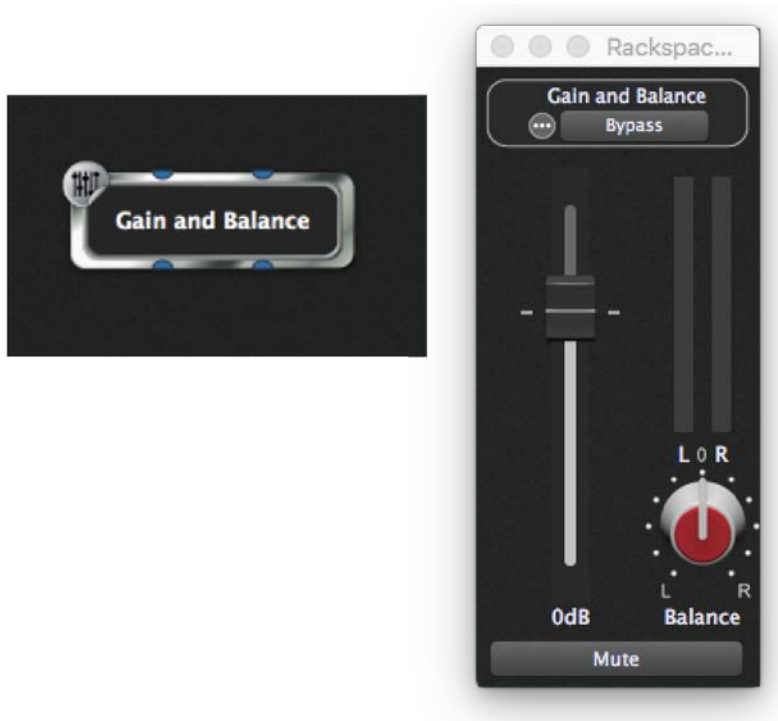 Gain and Balance
Rackspac...
Gain and Balance
Bypass
L 0 R
L R
0dB Balance
Mute